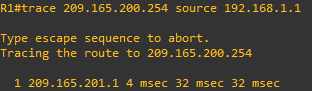 R1#trace 209.165.200.254 source 192.168.1.1
Type escape sequence to abort.
Tracing the route to 209.165.200.254
1 209.165.201.1 4 msec 32 msec 32 msec